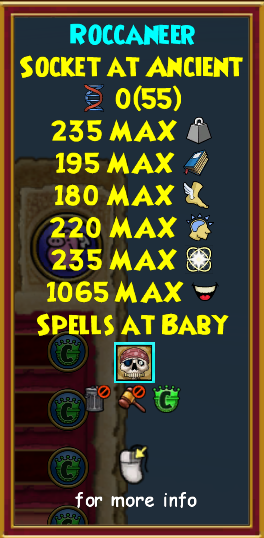 Roccaneer
Socket at Ancient
0(55)
235 MAX
195 MAX
180 MAX
220 MAX
235 MAX
1065 MAX
Spells at Baby
for more info